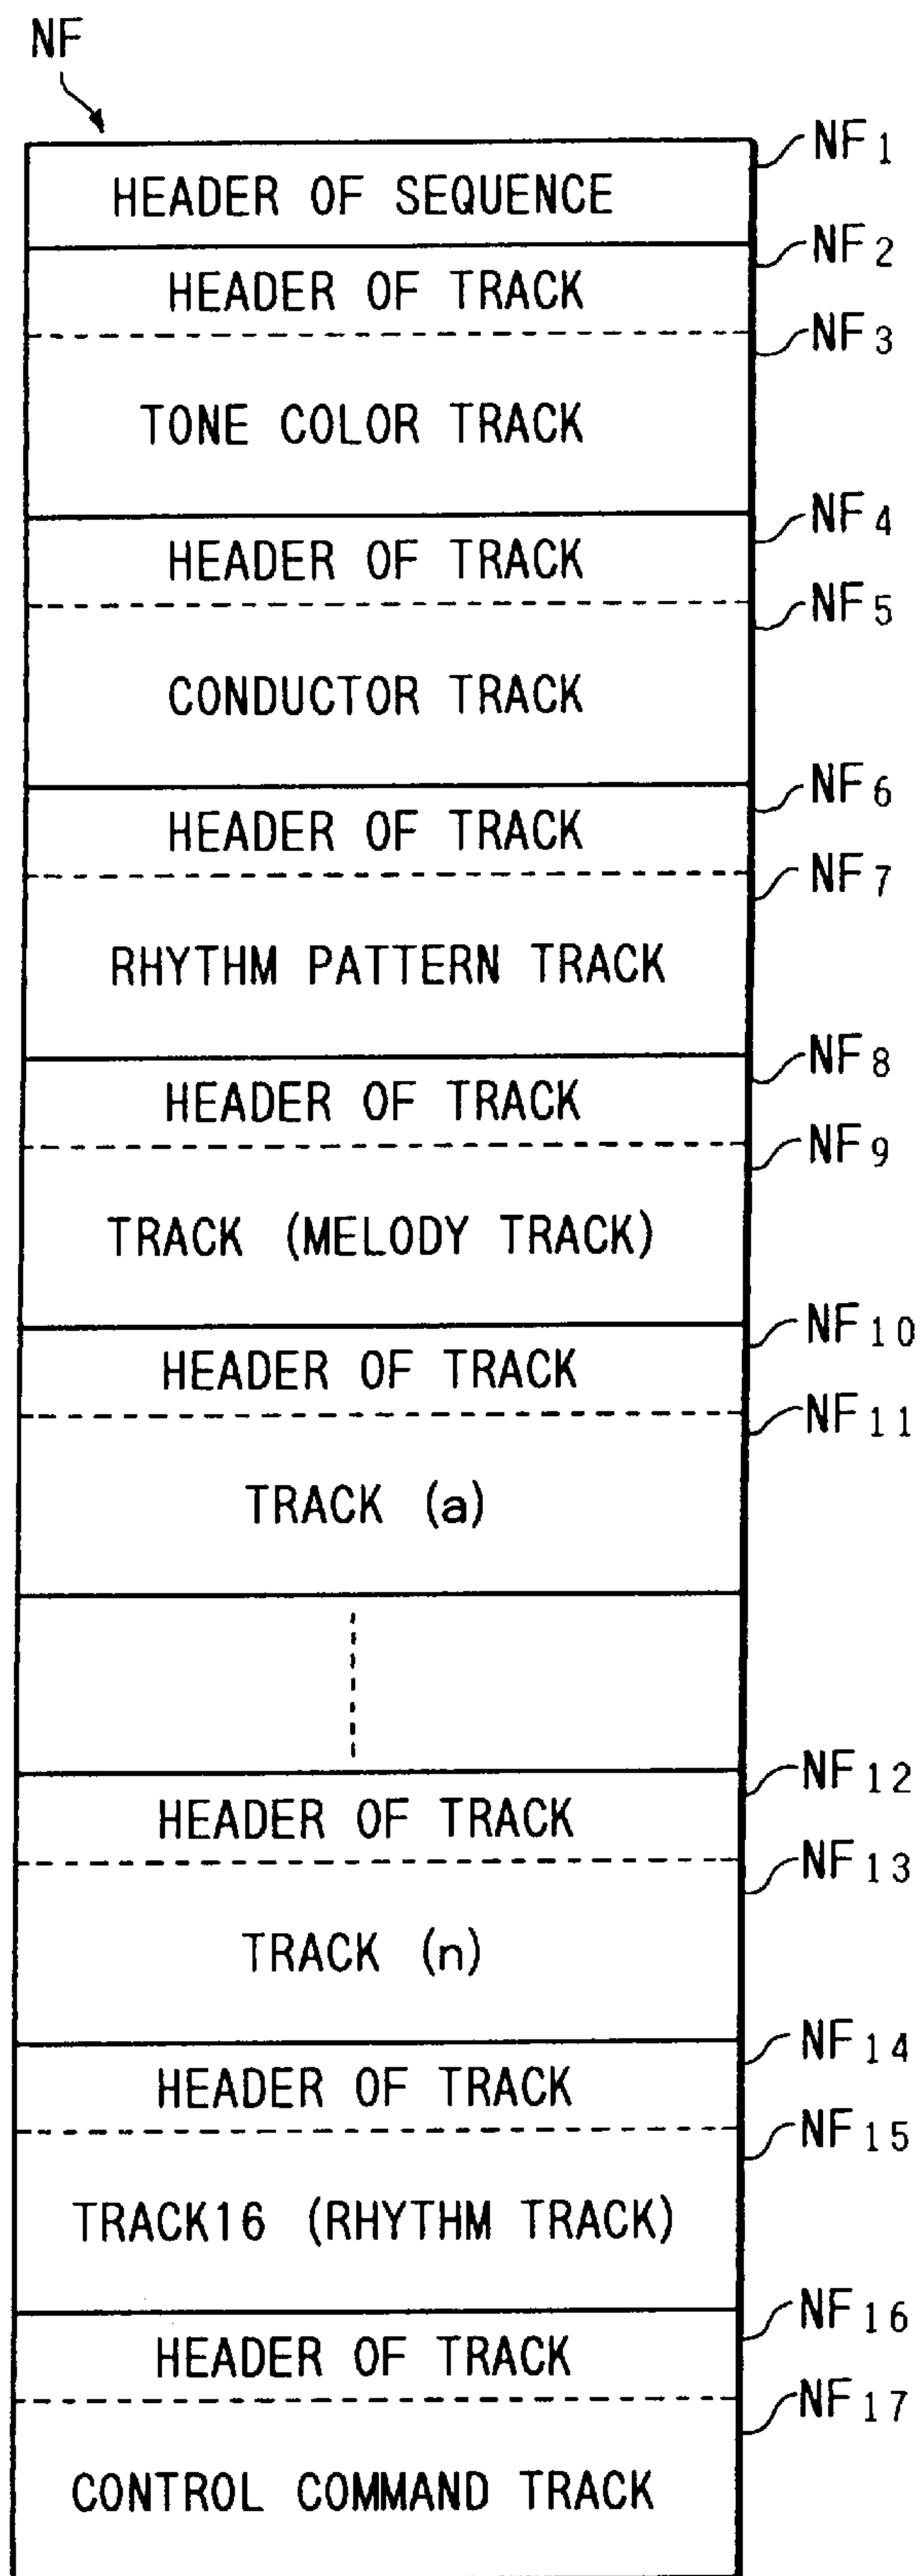 NF
NF1
HEADER OF SEQUENCE
NF2
HEADER OF TRACK
NF3
TONE COLOR TRACK
NF4
HEADER OF TRACK
NF5
CONDUCTOR TRACK
NF6
HEADER OF TRACK
NF7
RHYTHM PATTERN TRACK
NF8
HEADER OF TRACK
NF9
TRACK (MELODY TRACK)
NF10
HEADER OF TRACK
NF11
TRACK (a)
NF12
HEADER OF TRACK
NF13
TRACK (n)
NF14
HEADER OF TRACK
NF15
TRACK16 (RHYTHM TRACK)
NF16
HEADER OF TRACK
NF17
CONTROL COMMAND TRACK